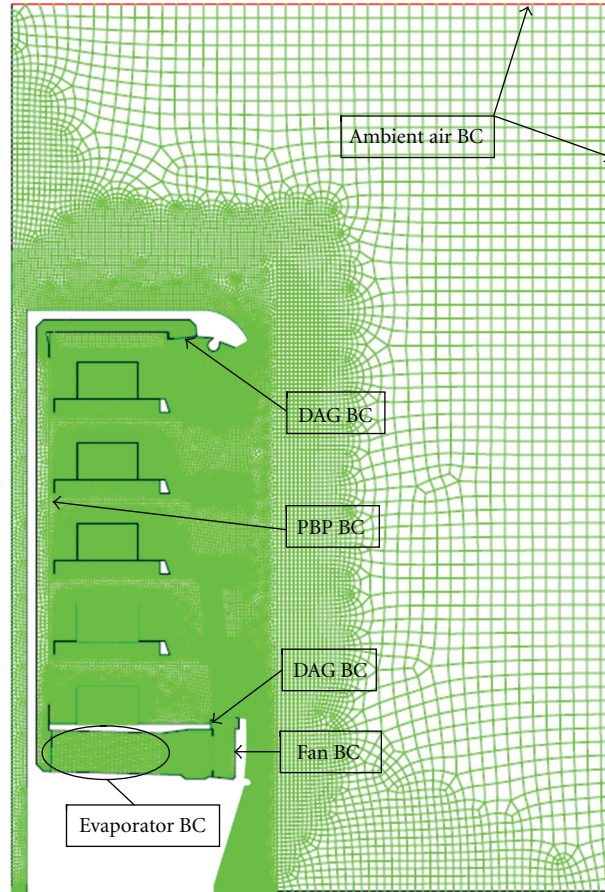 Ambient air BC
DAG BC
PBP BC
DAG BC
Fan BC
Evaporator BC